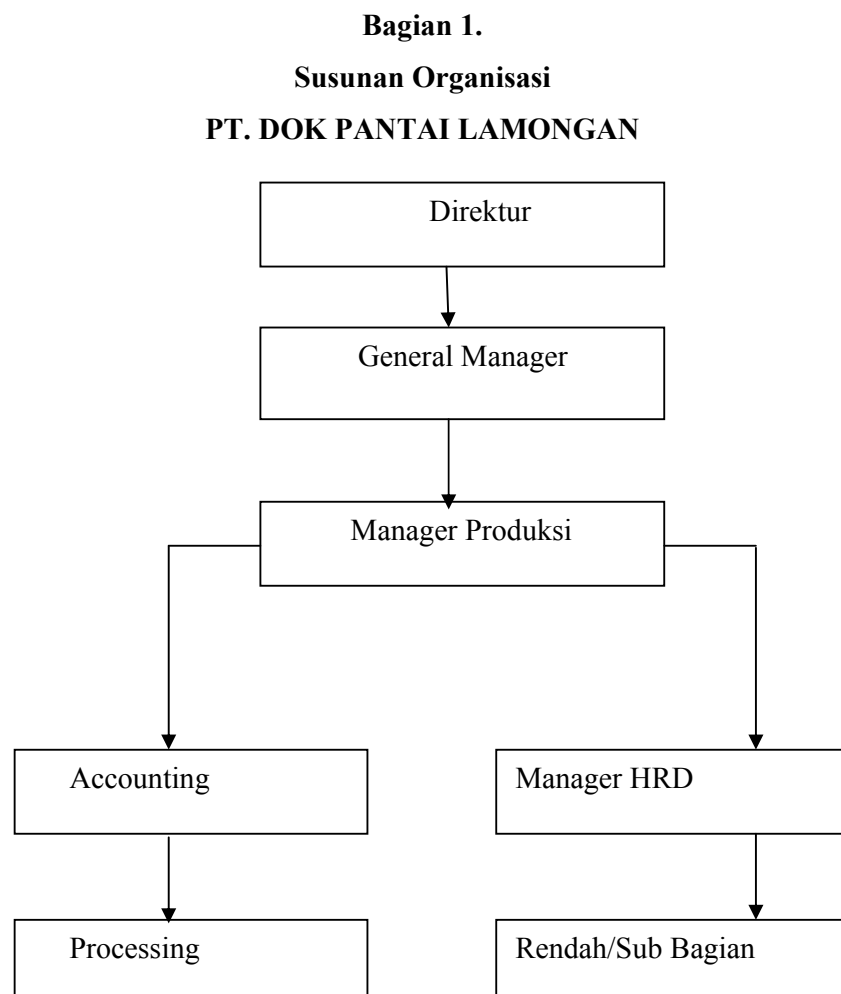 Bagian 1.
Susunan Organisasi
PT. DOK PANTAI LAMONGAN
Direktur
General Manager
Manager Produksi
Accounting
Manager HRD
Processing
Rendah/Sub Bagian